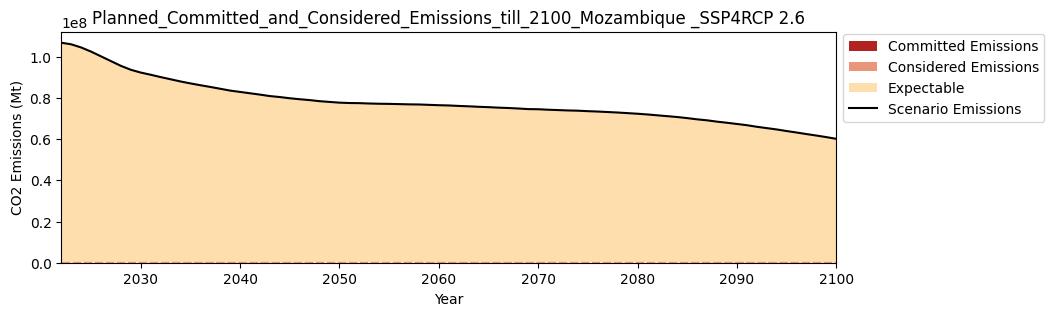 Planned_Committed_and_Considered_Emissions_till_2100_Mozambique _SSP4RCP 2.6
1e8
CO2 Emissions (Mt)
1.0
0.8
0.6
0.4
0.2
0.0
2030 2040 2050 2060 2070 2080 2090 2100
Year
Committed Emissions
Considered Emissions
Expectable
Scenario Emissions